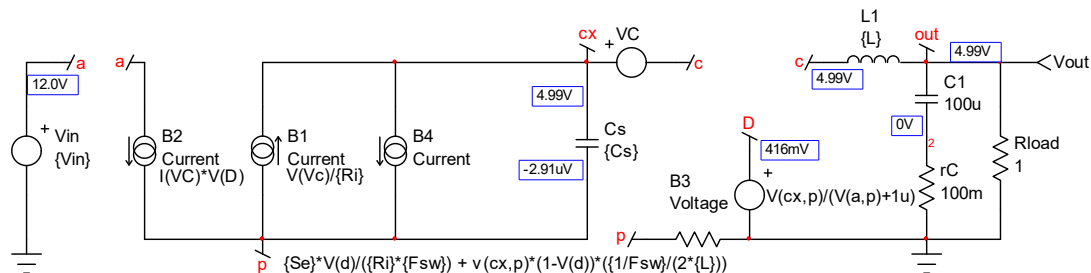 cx
VC
+
c
a
12.0V
+
Vin
{Vin}
a
B2
Current
I(VC)*V(D)
B1
Current
V(Vc)/{Ri}
B4
Current
4.99V
Cs
{Cs}
-2.91uV
p
{Se}*V(d)/({Ri}*{Fsw}) + v(cx,p)*(1-V(d))*({1/Fsw}/(2*{L}))
L1
{L}
c
4.99V
out
4.99V
Vout
C1
100u
0V
2
rC
100m
Rload
1
D
416mV
B3
Voltage
+
V(cx,p)/(V(a,p)+1u)
p